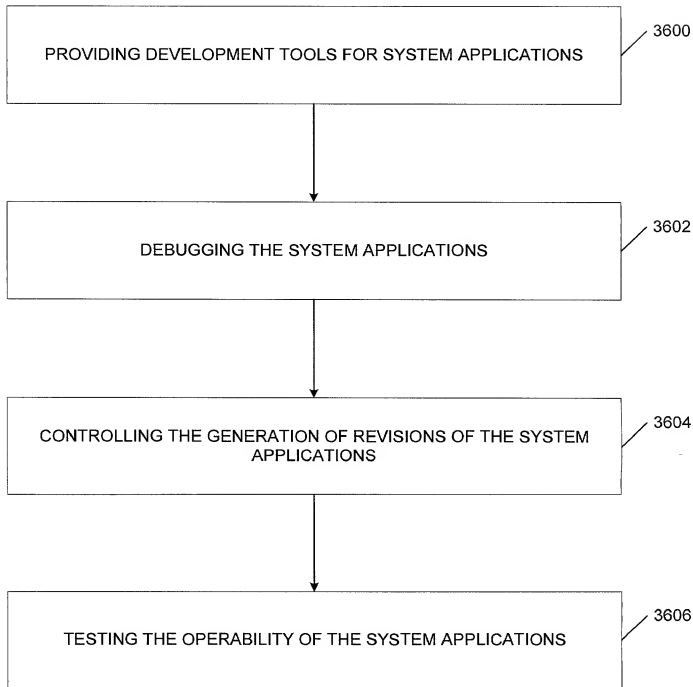 3600
PROVIDING DEVELOPMENT TOOLS FOR SYSTEM APPLICATIONS
3602
DEBUGGING THE SYSTEM APPLICATIONS
3604
CONTROLLING THE GENERATION OF REVISIONS OF THE SYSTEM
APPLICATIONS
3606
TESTING THE OPERABILITY OF THE SYSTEM APPLICATIONS